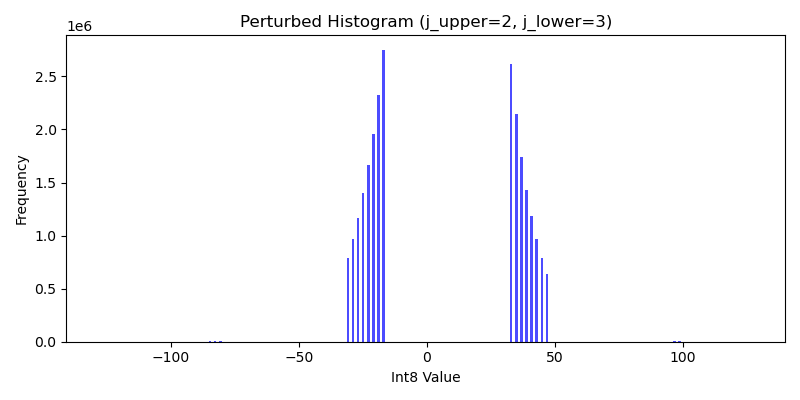 Perturbed Histogram (j_upper=2, j_lower=3)
1e6
Frequency
2.5
2.0
1.5
1.0
0.5
0.0
−100 −50 0 50 100
Int8 Value